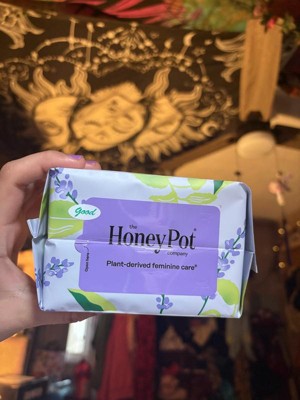 Good
the
HoneyPot
company
Plant-derived feminine care®